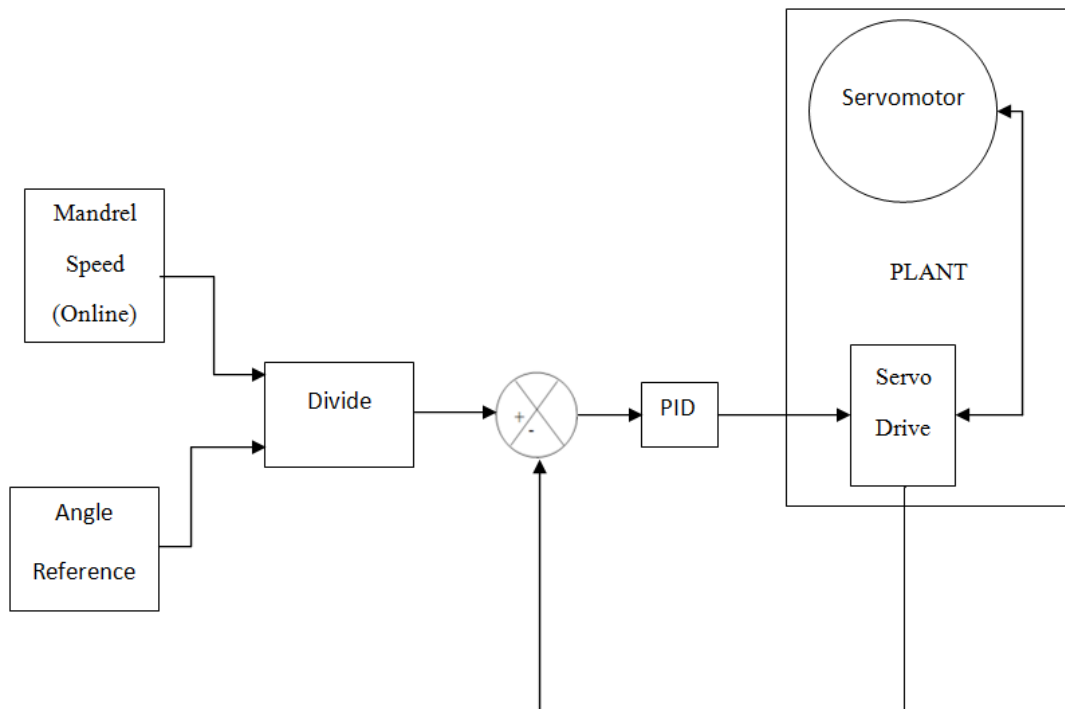 Servomotor
Mandrel
Speed
(Online)
PLANT
Divide
+
-
PID
Servo
Drive
Angle
Reference